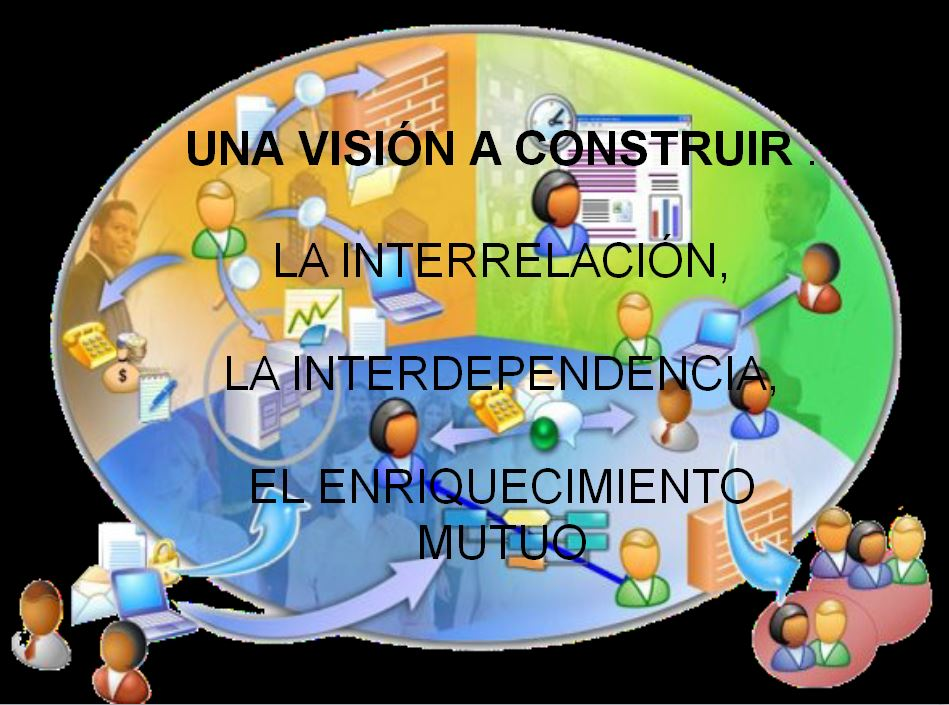 UNA VISIÓN A CONSTRUIR .
LA INTERRELACIÓN,
LA INTERDEPENDENCIA,
EL ENRIQUECIMIENTO
MUTUO
$